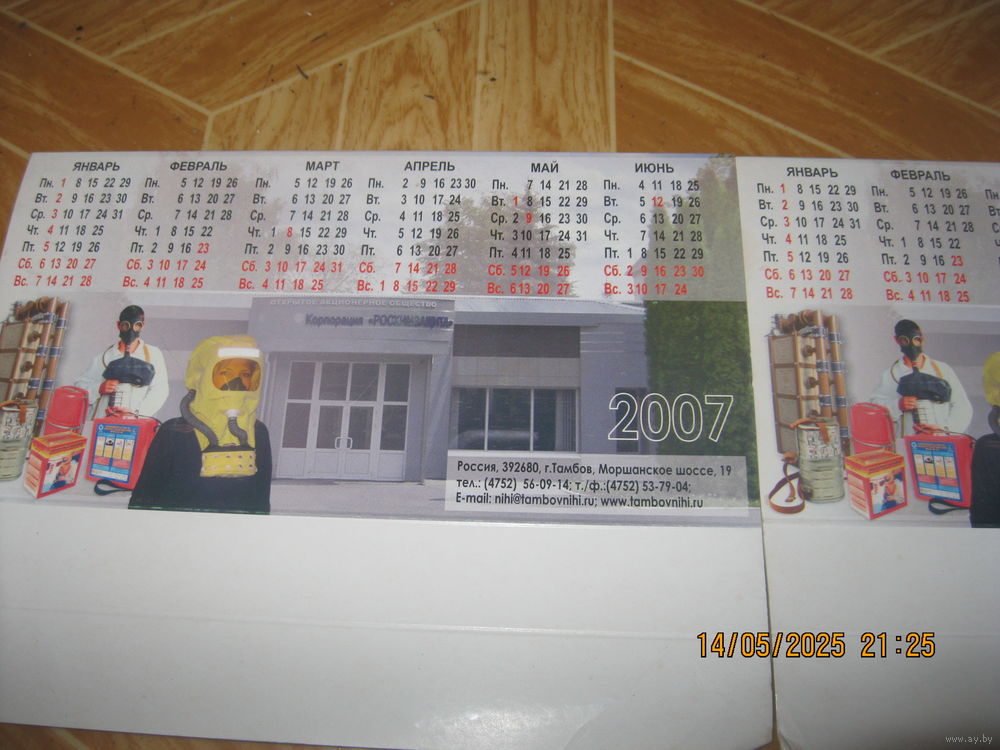 ЯНВАРЬ ФЕВРАЛЬ МАРТ АПРЕЛЬ МАЙ ИЮНЬ
Пн. 1 8 15 22 29 Пн. 5 12 19 26 Пн. 5 12 19 26 Пн. 2 9 16 23 30 Пн. 7 14 21 28 Пн. 4 11 18 25
Вт. 2 9 16 23 30 Вт. 6 13 20 27 Вт. 6 13 20 27 Вт. 3 10 17 24 Вт. 1 8 15 22 29 Вт. 5 12 19 26
Ср. 3 10 17 24 31 Ср. 7 14 21 28 Ср. 7 14 21 28 Ср. 4 11 18 25 Ср. 2 9 16 23 30 Ср. 6 13 20 27
Чт. 4 11 18 25 Чт. 1 8 15 22 Чт. 1 8 15 22 29 Чт. 5 12 19 26 Чт. 3 10 17 24 31 Чт. 7 14 21 28
Пт. 5 12 19 26 Пт. 2 9 16 23 Пт. 2 9 16 23 30 Пт. 6 13 20 27 Пт. 4 11 18 25 Пт. 1 8 15 22 29
Сб. 6 13 20 27 Сб. 3 10 17 24 Сб. 3 10 17 24 31 Сб. 7 14 21 28 Сб. 5 12 19 26 Сб. 2 9 16 23 30
Вс. 7 14 21 28 Вс. 4 11 18 25 Вс. 4 11 18 25 Вс. 1 8 15 22 29 Вс. 6 13 20 27 Вс. 3 10 17 24
ОТКРЫТОЕ АКЦИОНЕРНОЕ ОБЩЕСТВО
Корпорация «РОСХИМЗАЩИТА»
2007
Россия, 392680, г.Тамбов, Моршанское шоссе, 19
тел.: (4752) 56-09-14; т./ф.:(4752) 53-79-04;
E-mail: nihi@tambovnihi.ru; www.tambovnihi.ru
ЯНВАРЬ ФЕВРАЛЬ
Пн. 1 8 15 22 29 Пн. 5 12 19 26
Вт. 2 9 16 23 30 Вт. 6 13 20 27
Ср. 3 10 17 24 31 Ср. 7 14 21 28
Чт. 4 11 18 25 Чт. 1 8 15 22
Пт. 5 12 19 26 Пт. 2 9 16 23
Сб. 6 13 20 27 Сб. 3 10 17 24
Вс. 7 14 21 28 Вс. 4 11 18 25
14/05/2025 21:25
www.ay.by